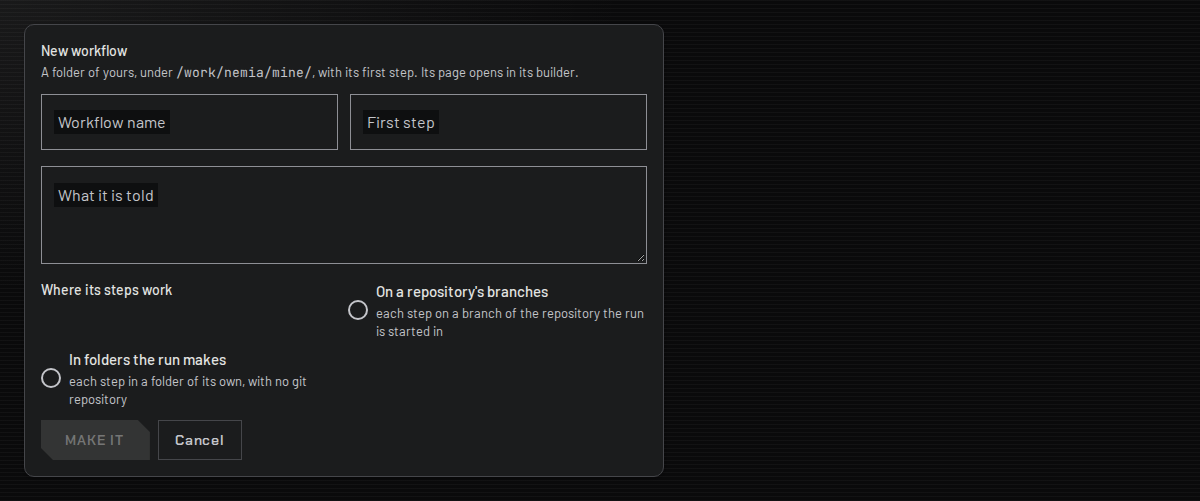 New workflow
A folder of yours, under /work/nemia/mine/, with its first step. Its page opens in its builder.
Workflow name
First step
What it is told
Where its steps work
On a repository's branches
each step on a branch of the repository the run
is started in
In folders the run makes
each step in a folder of its own, with no git
repository
MAKE IT
Cancel